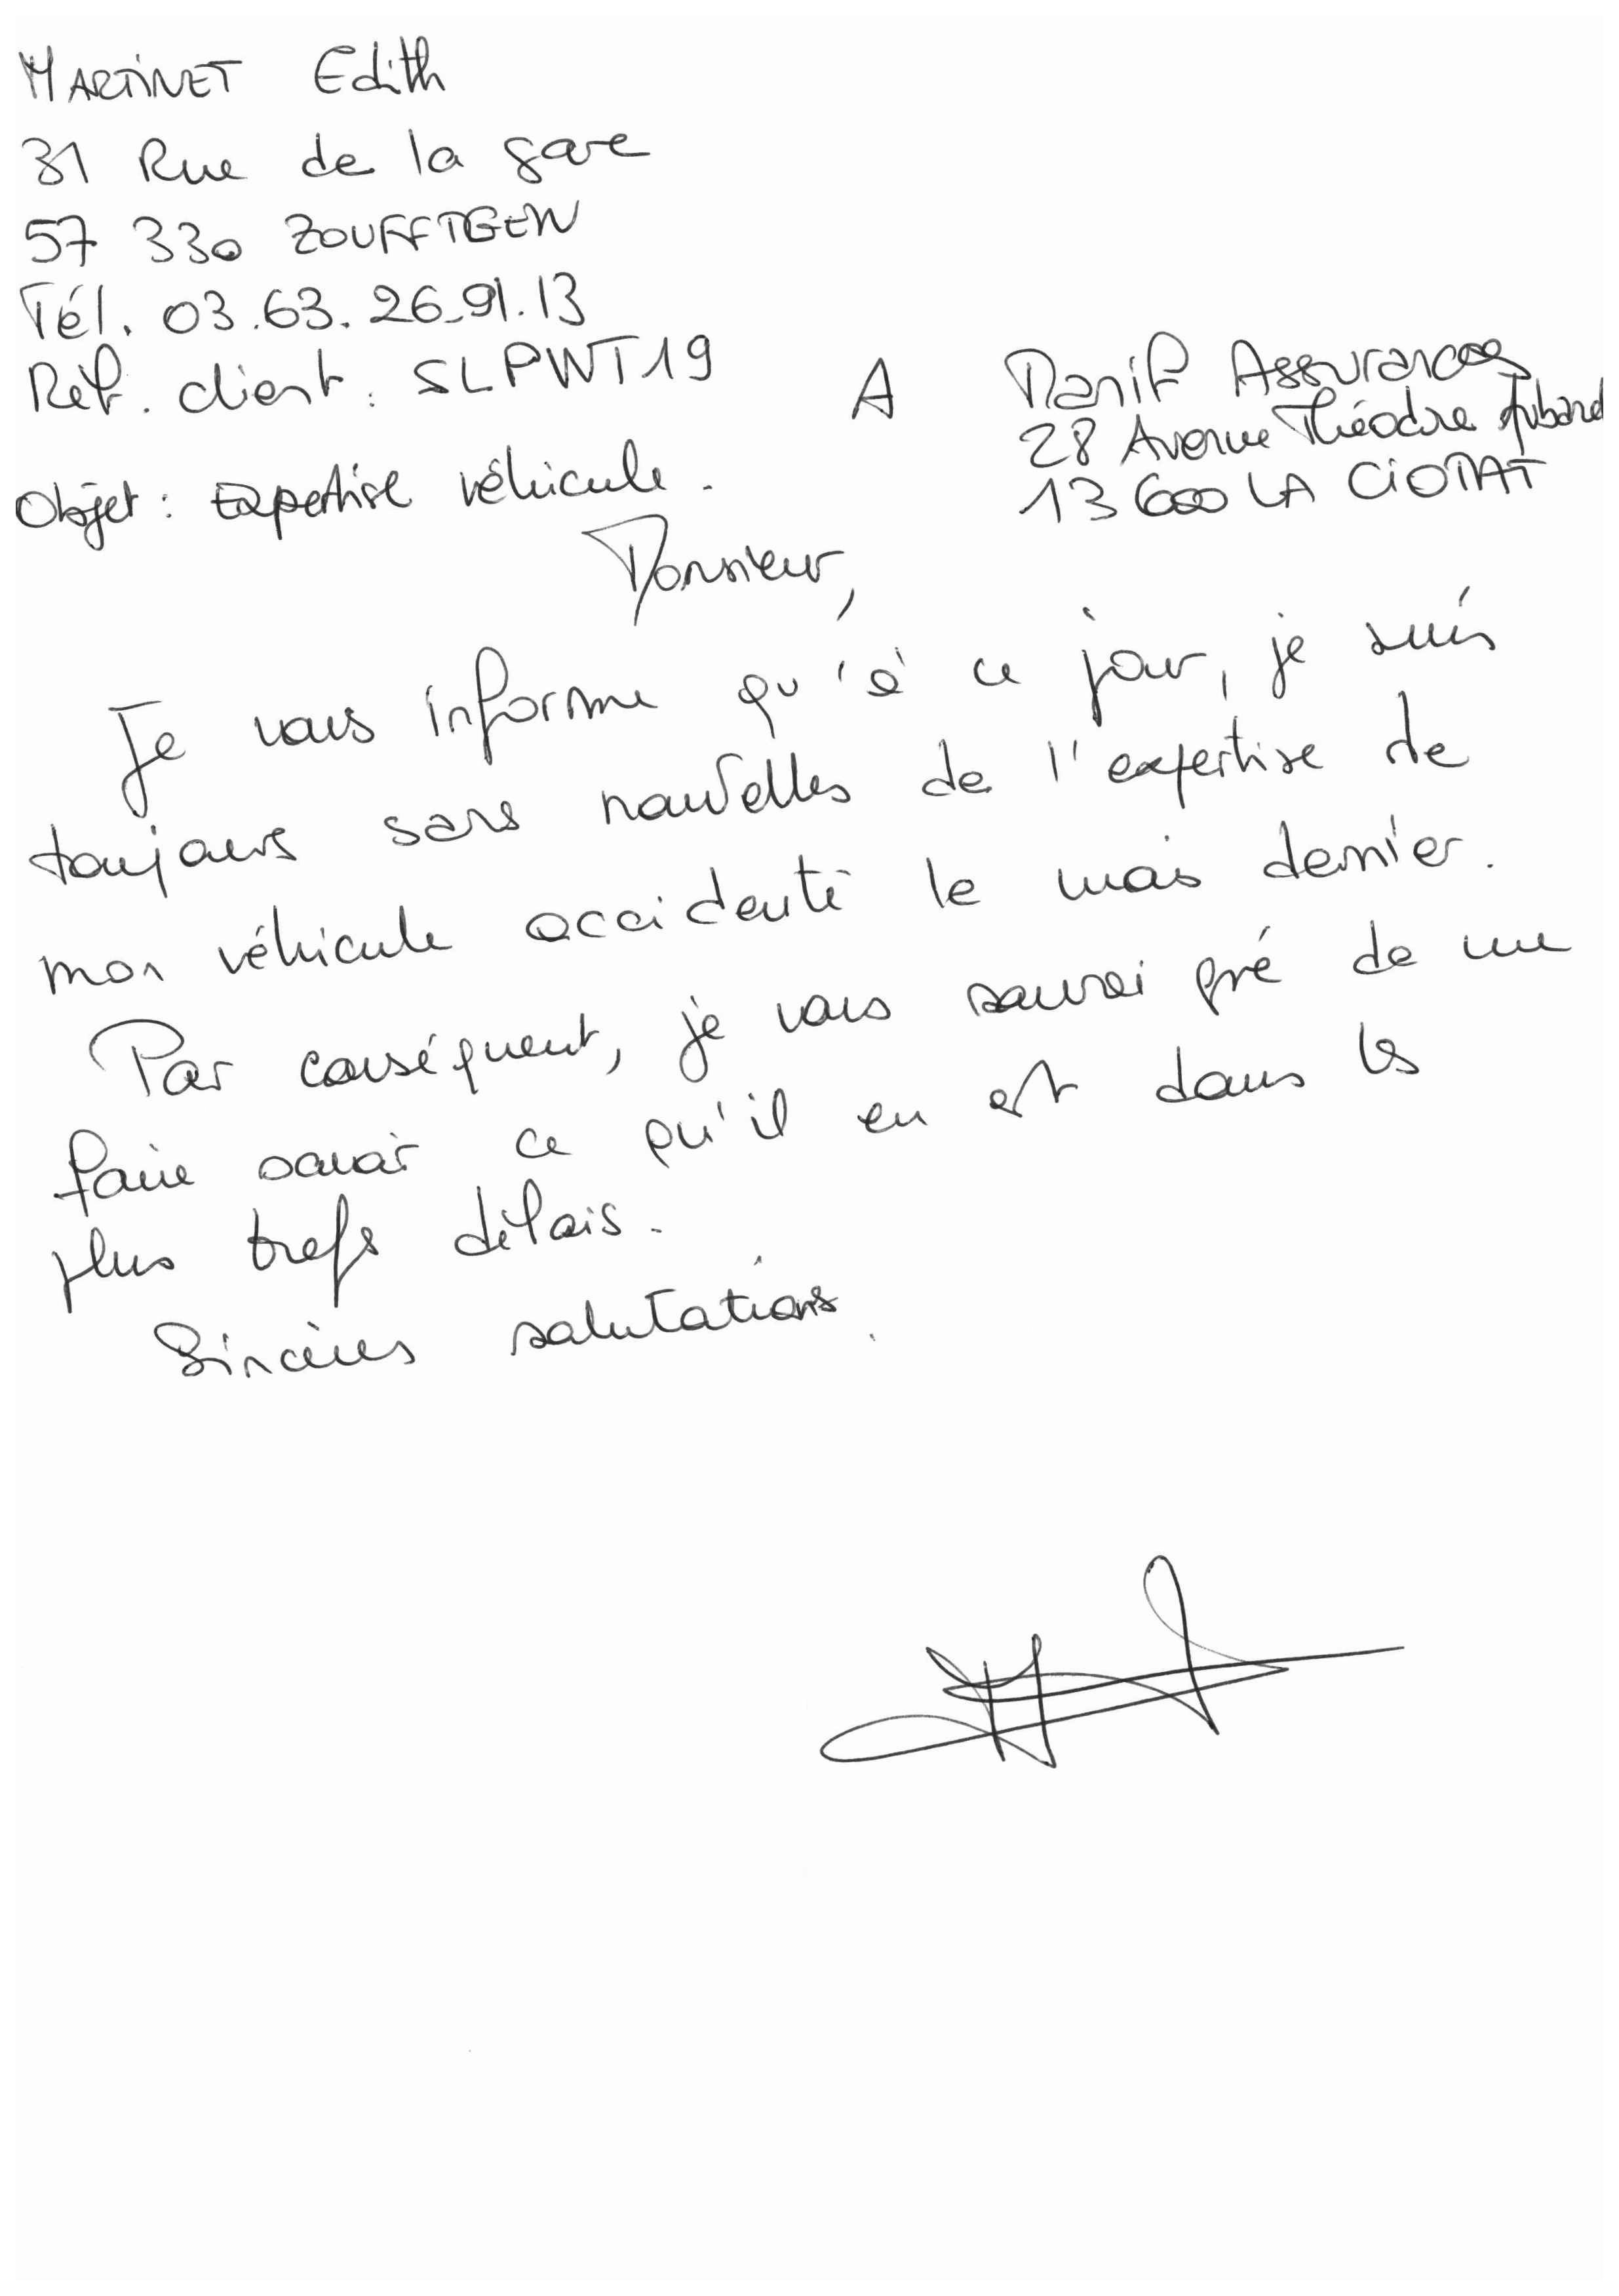 MARTINET Edith
31 Rue de la gare
57 330 ZOUFFTGEN
Tél. 03.63.26.91.13
Réf. client : SLPWT19
A Manif Assurances
28 Avenue Théodore Aubard
13 600 LA CIOTAT
Objet : Expertise véhicule.
Monsieur,
Je vous informe qu'à ce jour, je suis
toujours sans nouvelles de l'expertise de
mon véhicule accidenté le mois dernier.
Par conséquent, je vous saurai gré de me
faire savoir ce qu'il en est dans les
plus brefs délais.
Sincères salutations.